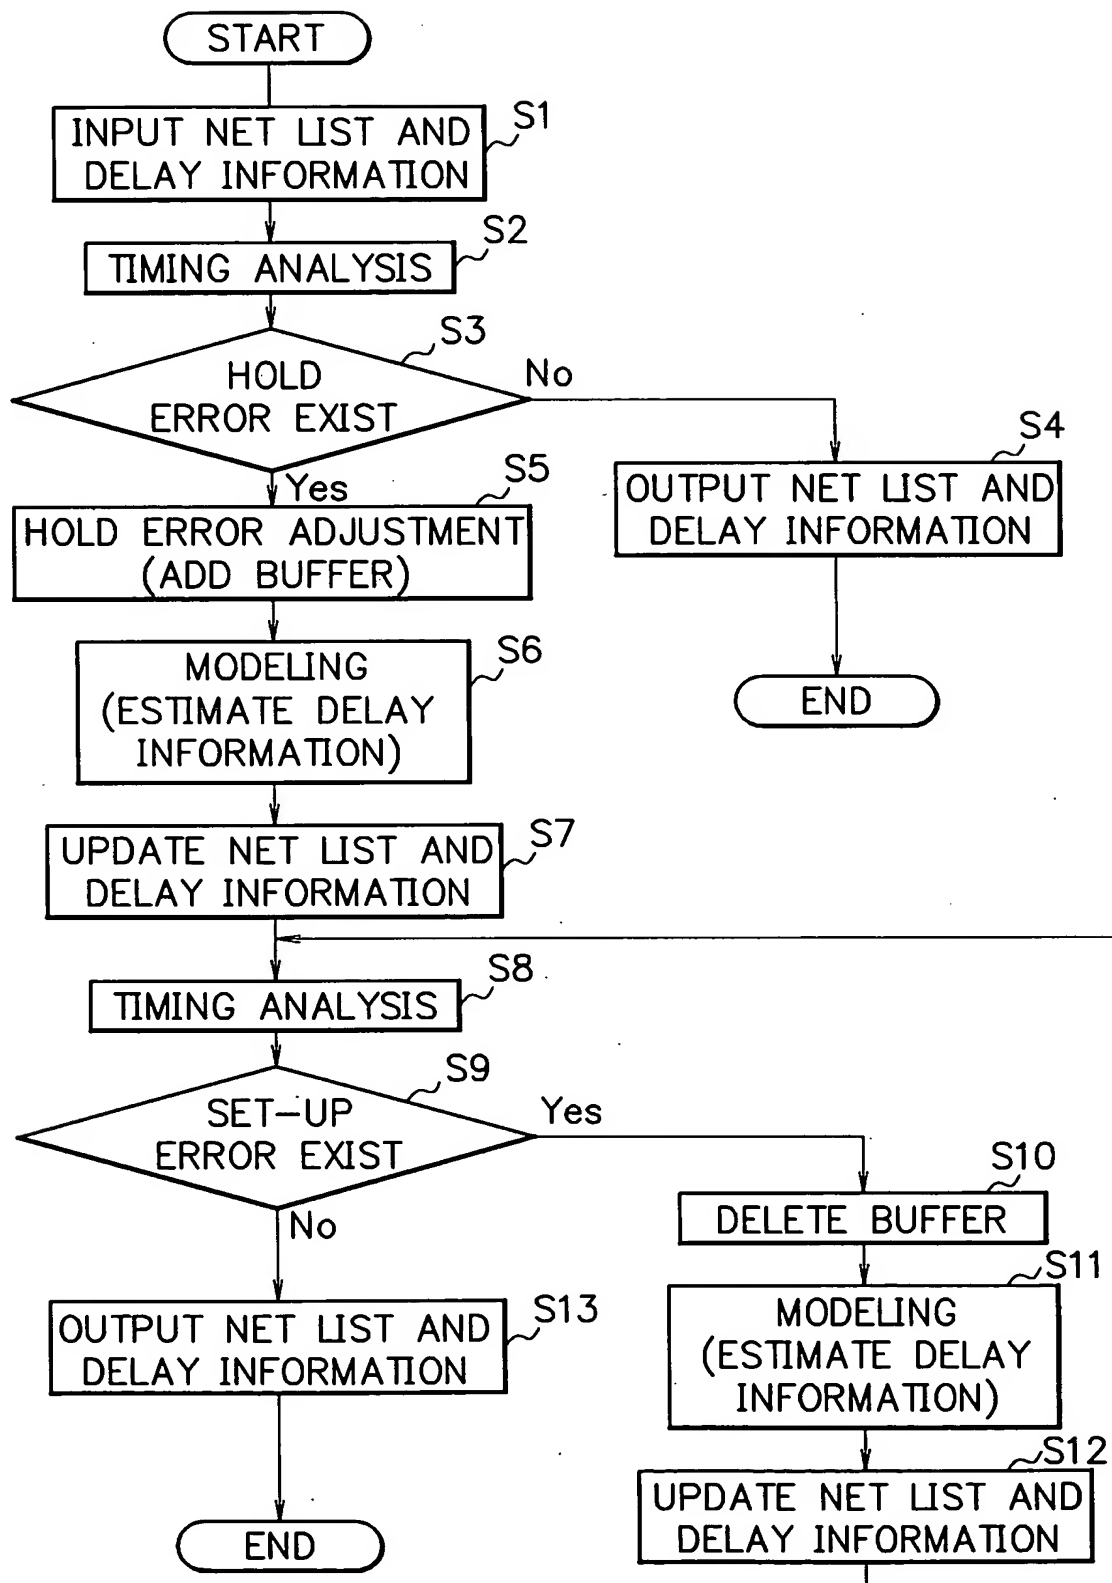 START
S1
INPUT NET LIST AND
DELAY INFORMATION
S2
TIMING ANALYSIS
S3
HOLD
ERROR EXIST
No
Yes
S4
OUTPUT NET LIST AND
DELAY INFORMATION
END
S5
HOLD ERROR ADJUSTMENT
(ADD BUFFER)
S6
MODELING
(ESTIMATE DELAY
INFORMATION)
S7
UPDATE NET LIST AND
DELAY INFORMATION
S8
TIMING ANALYSIS
S9
SET-UP
ERROR EXIST
Yes
No
S10
DELETE BUFFER
S11
MODELING
(ESTIMATE DELAY
INFORMATION)
S12
UPDATE NET LIST AND
DELAY INFORMATION
S13
OUTPUT NET LIST AND
DELAY INFORMATION
END